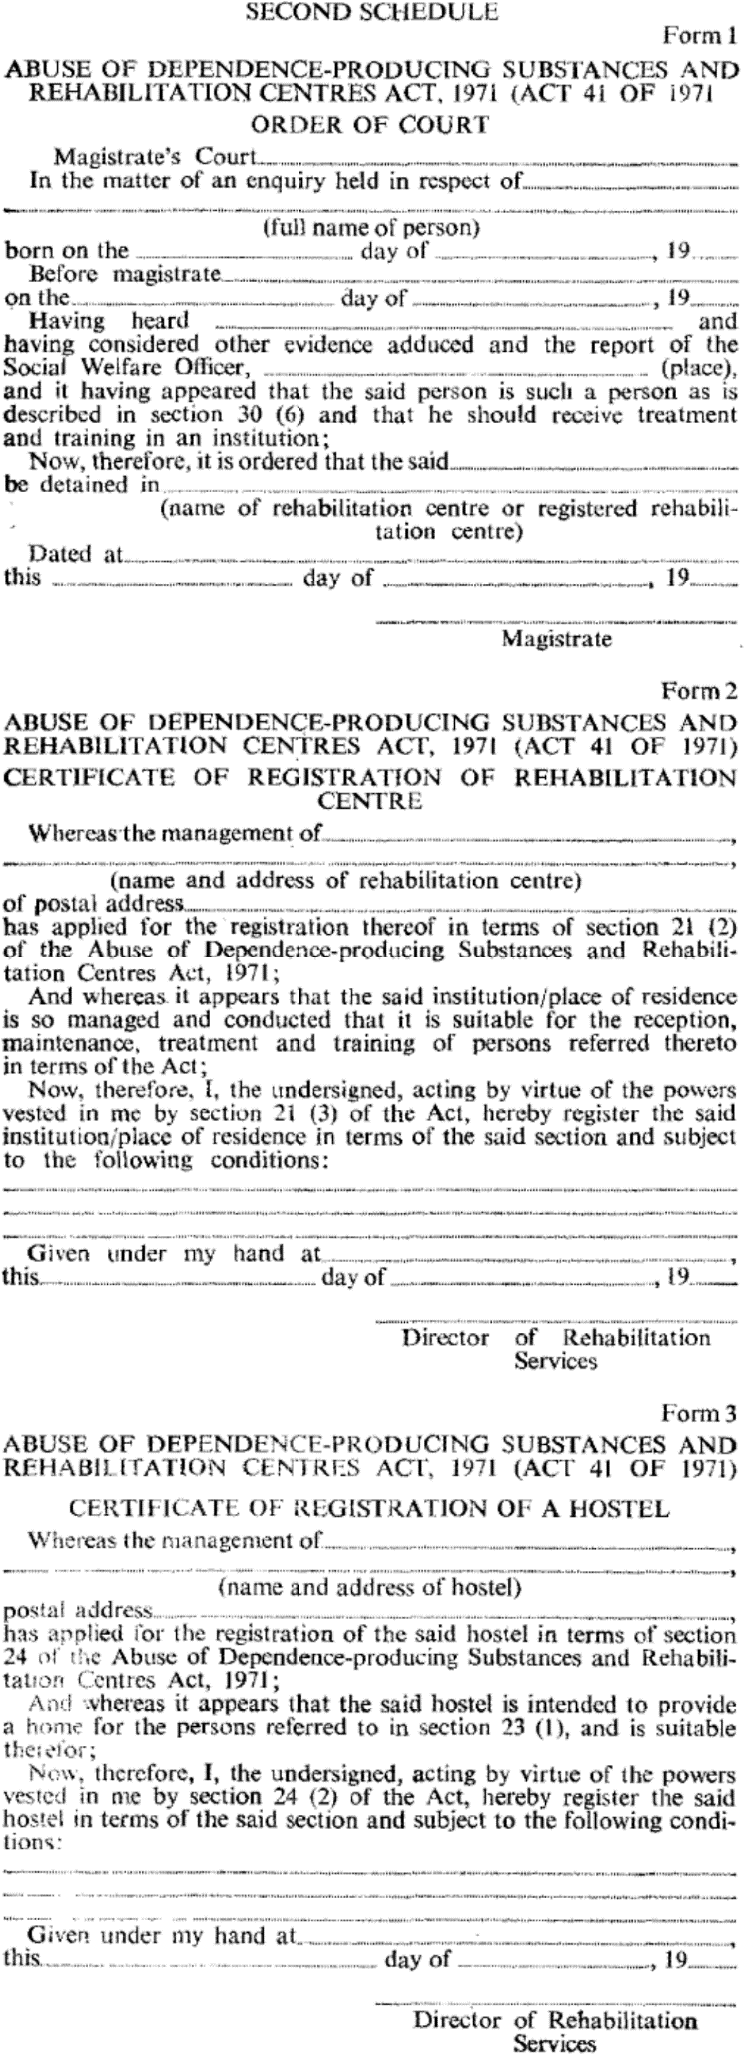 SECOND SCHEDULE
Form 1
ABUSE OF DEPENDENCE-PRODUCING SUBSTANCES AND
REHABILITATION CENTRES ACT, 1971 (ACT 41 OF 1971
ORDER OF COURT
Magistrate's Court
In the matter of an enquiry held in respect of
(full name of person)
born on the day of , 19
Before magistrate
on the day of , 19
Having heard and
having considered other evidence adduced and the report of the
Social Welfare Officer, (place),
and it having appeared that the said person is such a person as is
described in section 30 (6) and that he should receive treatment
and training in an institution;
Now, therefore, it is ordered that the said
be detained in
(name of rehabilitation centre or registered rehabili-
tation centre)
Dated at
this day of , 19
Magistrate
Form 2
ABUSE OF DEPENDENCE-PRODUCING SUBSTANCES AND
REHABILITATION CENTRES ACT, 1971 (ACT 41 OF 1971)
CERTIFICATE OF REGISTRATION OF REHABILITATION
CENTRE
Whereas the management of ,
,
(name and address of rehabilitation centre)
of postal address
has applied for the registration thereof in terms of section 21 (2)
of the Abuse of Dependence-producing Substances and Rehabili-
tation Centres Act, 1971;
And whereas it appears that the said institution/place of residence
is so managed and conducted that it is suitable for the reception,
maintenance, treatment and training of persons referred thereto
in terms of the Act;
Now, therefore, I, the undersigned, acting by virtue of the powers
vested in me by section 21 (3) of the Act, hereby register the said
institution/place of residence in terms of the said section and subject
to the following conditions:
Given under my hand at ,
this day of , 19
Director of Rehabilitation
Services
Form 3
ABUSE OF DEPENDENCE-PRODUCING SUBSTANCES AND
REHABILITATION CENTRES ACT, 1971 (ACT 41 OF 1971)
CERTIFICATE OF REGISTRATION OF A HOSTEL
Whereas the management of ,
,
(name and address of hostel)
postal address ,
has applied for the registration of the said hostel in terms of section
24 of the Abuse of Dependence-producing Substances and Rehabili-
tation Centres Act, 1971;
And whereas it appears that the said hostel is intended to provide
a home for the persons referred to in section 23 (1), and is suitable
therefor;
Now, therefore, I, the undersigned, acting by virtue of the powers
vested in me by section 24 (2) of the Act, hereby register the said
hostel in terms of the said section and subject to the following condi-
tions:
Given under my hand at ,
this day of , 19
Director of Rehabilitation
Services